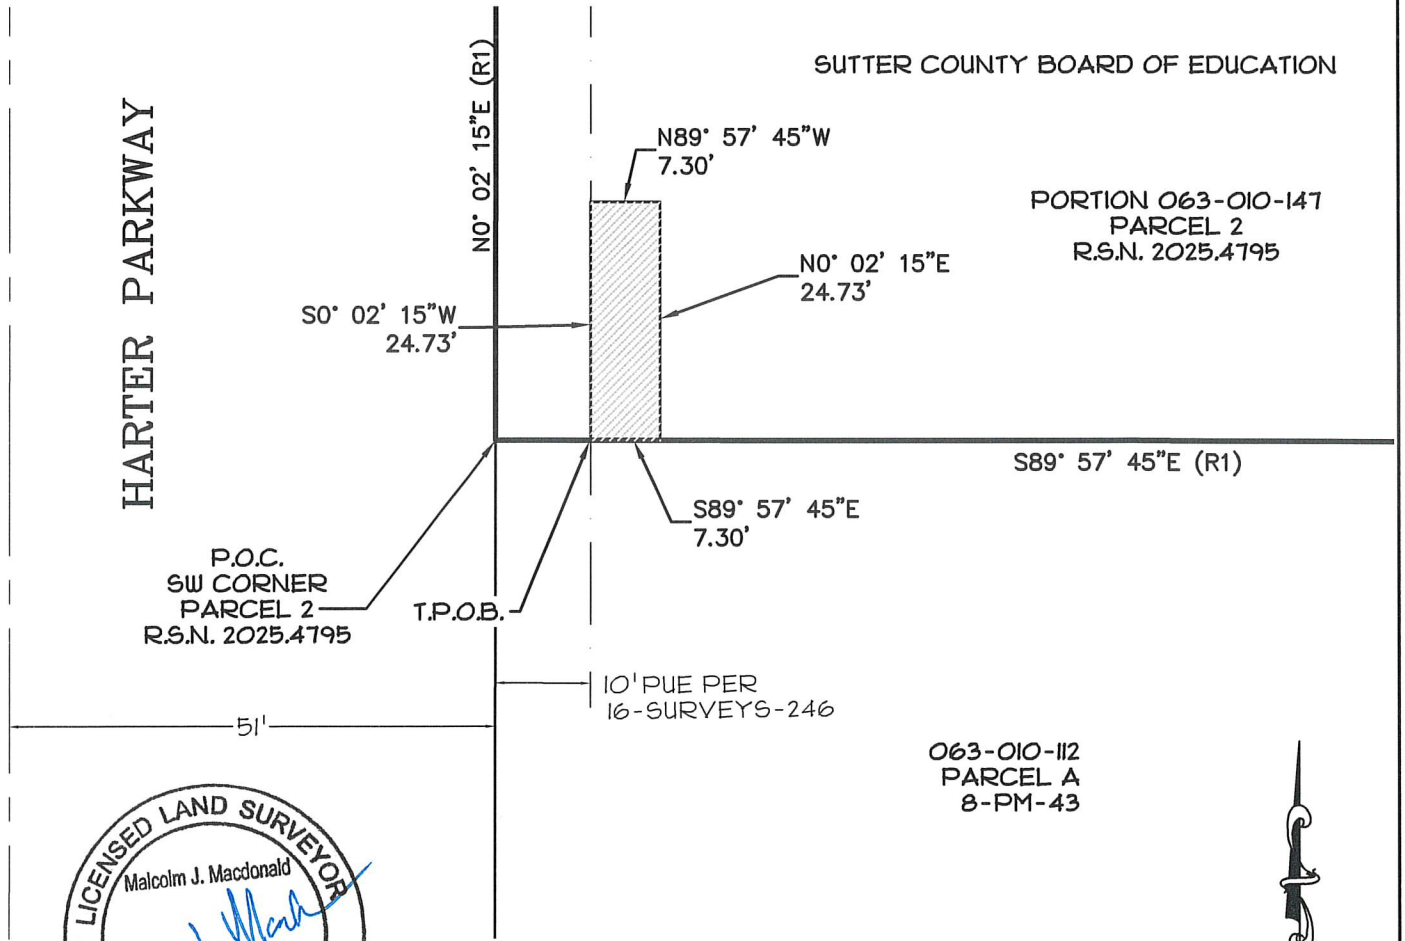 SUTTER COUNTY BOARD OF EDUCATION
N0° 02' 15"E (R1)
HARTER PARKWAY
N89° 57' 45"W
7.30'
PORTION 063-010-147
PARCEL 2
R.S.N. 2025.4795
N0° 02' 15"E
24.73'
S0° 02' 15"W
24.73'
S89° 57' 45"E (R1)
S89° 57' 45"E
7.30'
P.O.C.
SW CORNER
PARCEL 2
R.S.N. 2025.4795
T.P.O.B.
10' PUE PER
16-SURVEYS-246
51'
063-010-112
PARCEL A
8-PM-43
LICENSED LAND SURVEYOR
Malcolm J. Macdonald